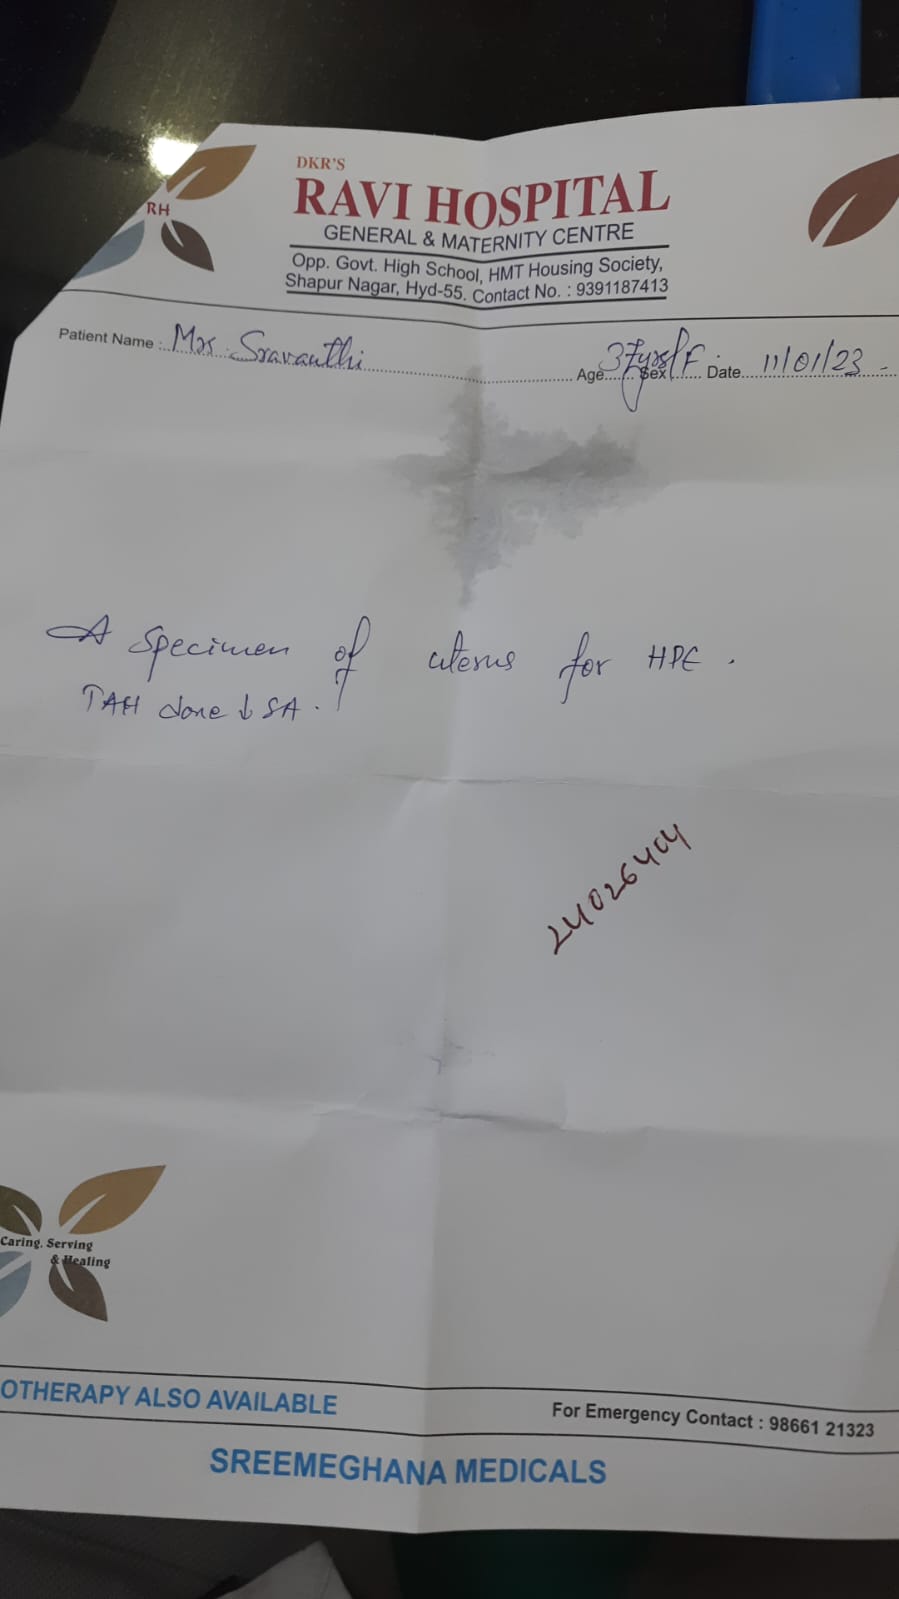 RH
DKR'S
RAVI HOSPITAL
GENERAL & MATERNITY CENTRE
Opp. Govt. High School, HMT Housing Society,
Shapur Nagar, Hyd-55. Contact No. : 9391187413
Patient Name : Mrs. Sravanthi Age 37yrs/F Sex Date 11/01/23
A specimen of uterus for HPE.
TAH done ↓ SA.
24026404
Caring, Serving
& Healing
OTHERAPY ALSO AVAILABLE
For Emergency Contact : 98661 21323
SREEMEGHANA MEDICALS